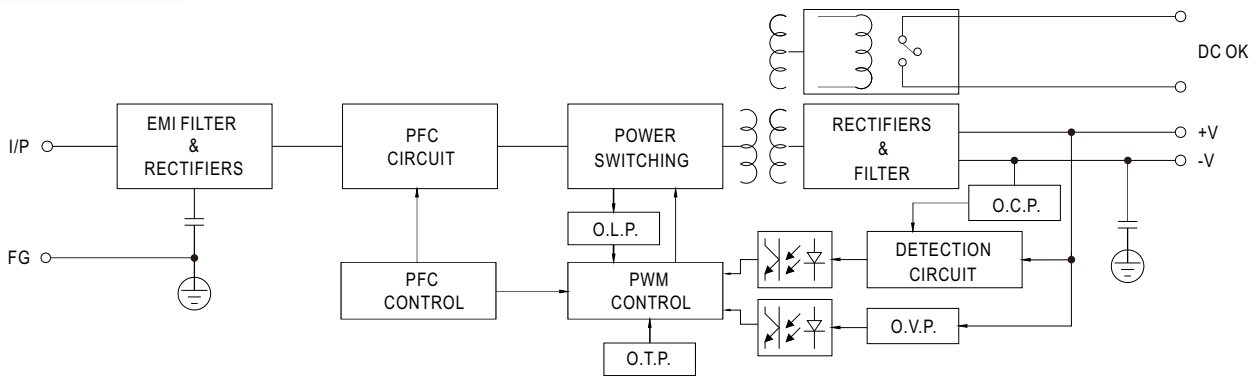 DC OK
I/P
EMI FILTER
&
RECTIFIERS
PFC
CIRCUIT
POWER
SWITCHING
RECTIFIERS
&
FILTER
+V
-V
O.C.P.
O.L.P.
FG
DETECTION
CIRCUIT
PFC
CONTROL
PWM
CONTROL
O.V.P.
O.T.P.